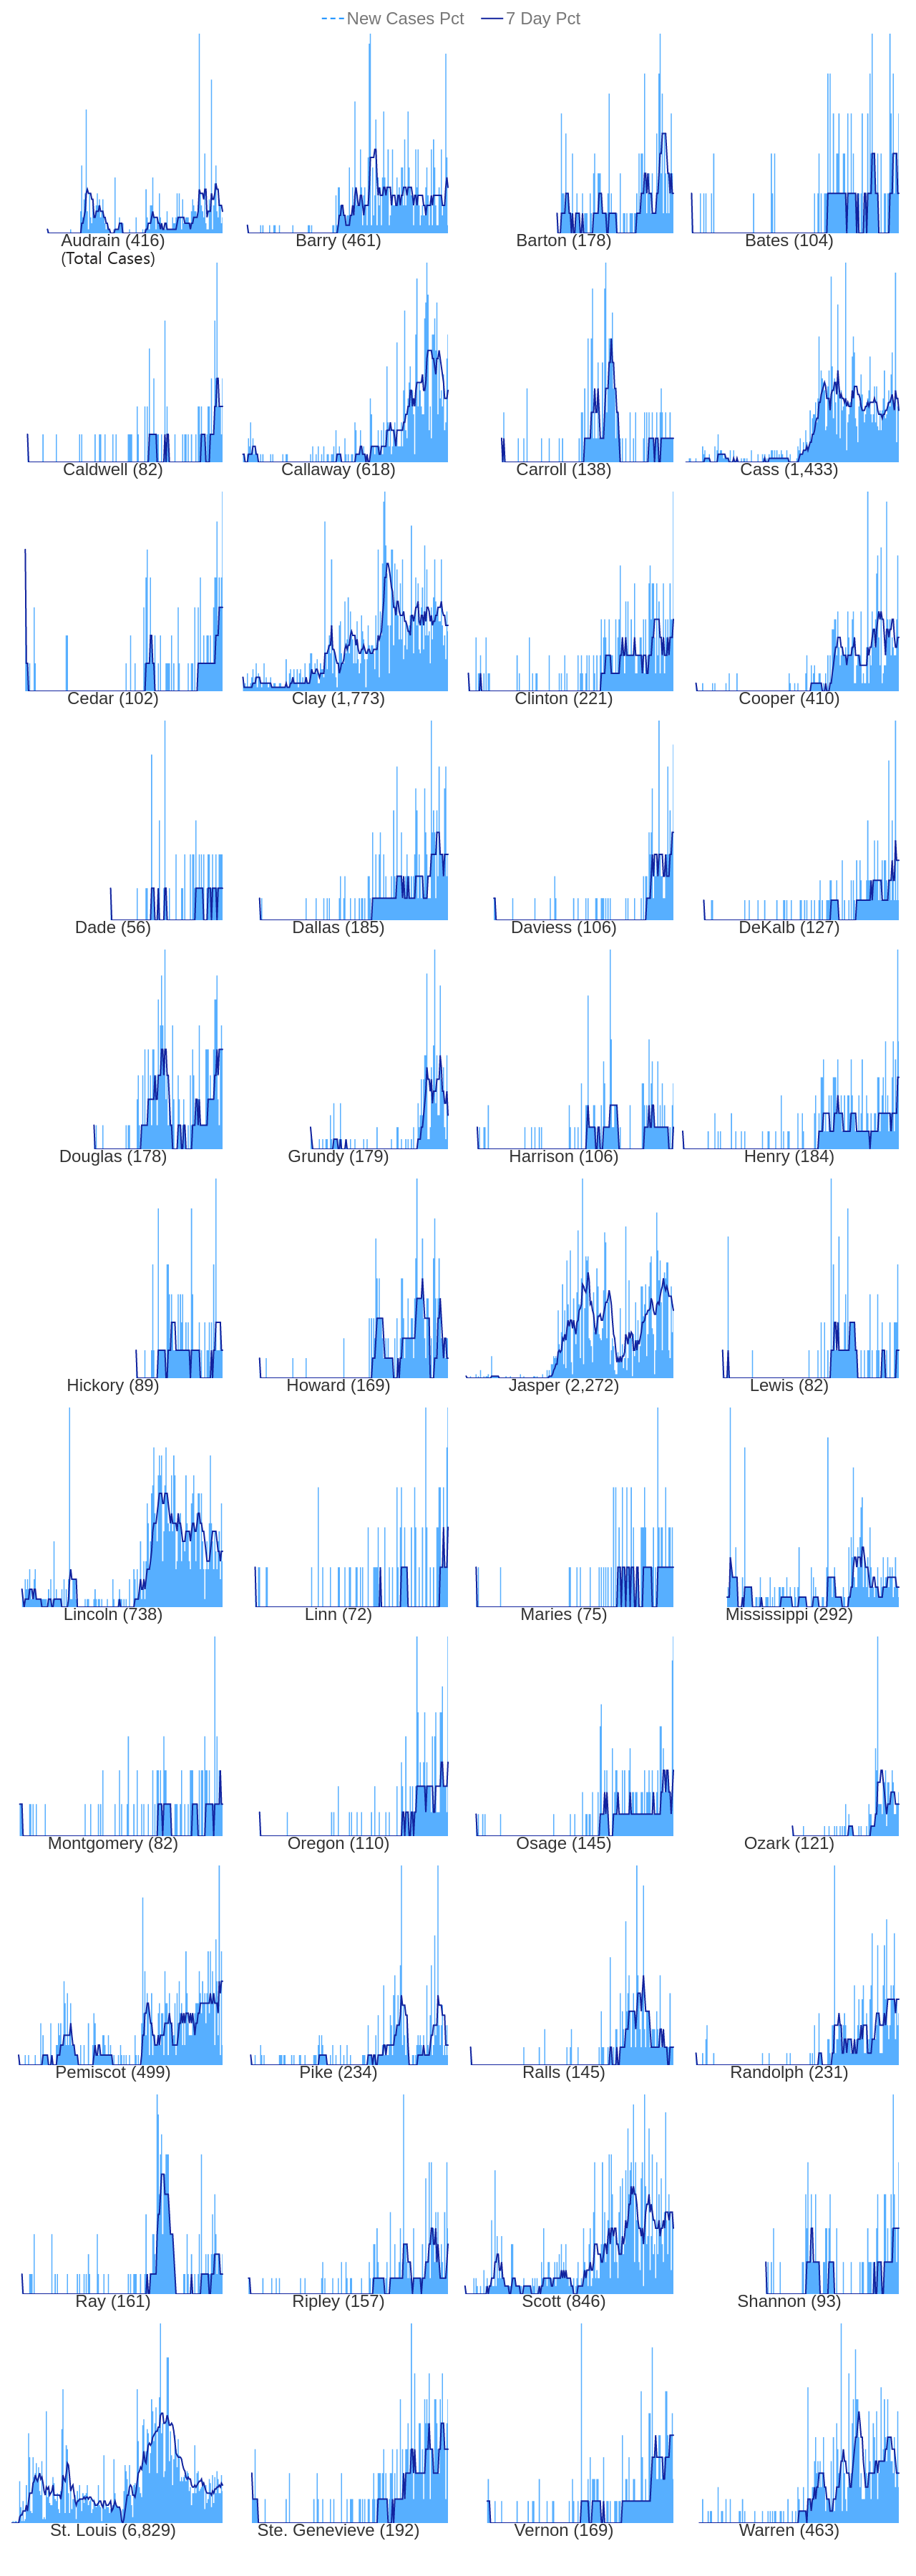 New Cases Pct 7 Day Pct
Audrain (416) Barry (461) Barton (178) Bates (104)
(Total Cases)
Caldwell (82) Callaway (618) Carroll (138) Cass (1,433)
Cedar (102) Clay (1,773) Clinton (221) Cooper (410)
Dade (56) Dallas (185) Daviess (106) DeKalb (127)
Douglas (178) Grundy (179) Harrison (106) Henry (184)
Hickory (89) Howard (169) Jasper (2,272) Lewis (82)
Lincoln (738) Linn (72) Maries (75) Mississippi (292)
Montgomery (82) Oregon (110) Osage (145) Ozark (121)
Pemiscot (499) Pike (234) Ralls (145) Randolph (231)
Ray (161) Ripley (157) Scott (846) Shannon (93)
St. Louis (6,829) Ste. Genevieve (192) Vernon (169) Warren (463)